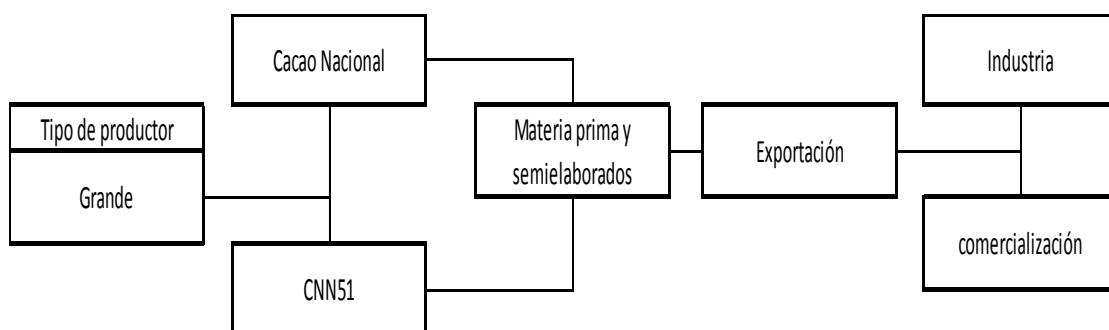 Tipo de productor
Grande
Cacao Nacional
CNN51
Materia prima y
semielaborados
Exportación
Industria
comercialización